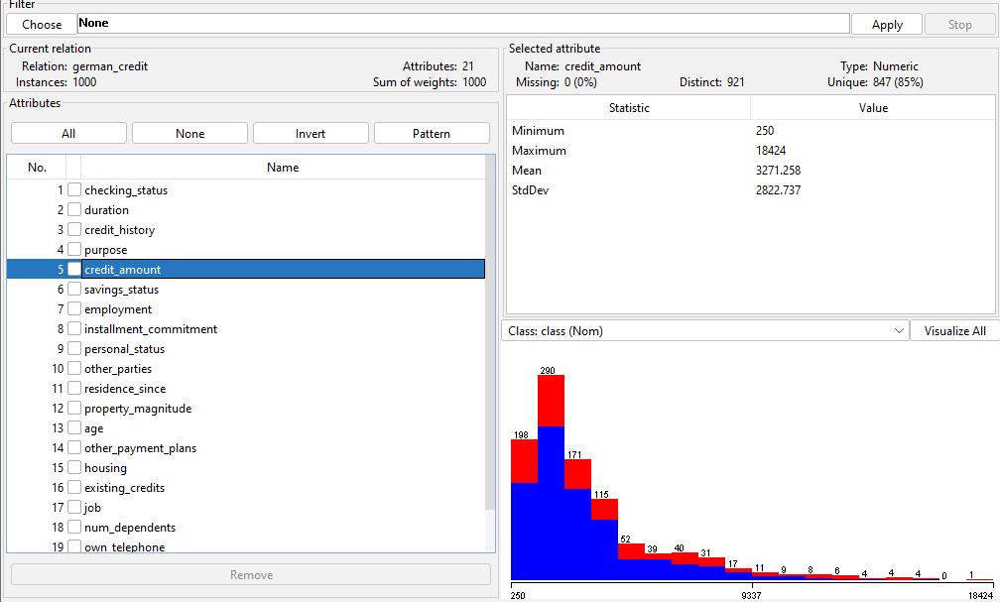 Filter
Choose None Apply Stop
Current relation
Relation: german_credit Attributes: 21
Instances: 1000 Sum of weights: 1000
Attributes
All None Invert Pattern
No. Name
1 checking_status
2 duration
3 credit_history
4 purpose
5 credit_amount
6 savings_status
7 employment
8 installment_commitment
9 personal_status
10 other_parties
11 residence_since
12 property_magnitude
13 age
14 other_payment_plans
15 housing
16 existing_credits
17 job
18 num_dependents
19 own_telephone
Remove
Selected attribute
Name: credit_amount Type: Numeric
Missing: 0 (0%) Distinct: 921 Unique: 847 (85%)
Statistic Value
Minimum 250
Maximum 18424
Mean 3271.258
StdDev 2822.737
Class: class (Nom) Visualize All
290
198
171
115
52
39
40
31
17
11
9
8
6
4
4
4
0
1
250 9337 18424